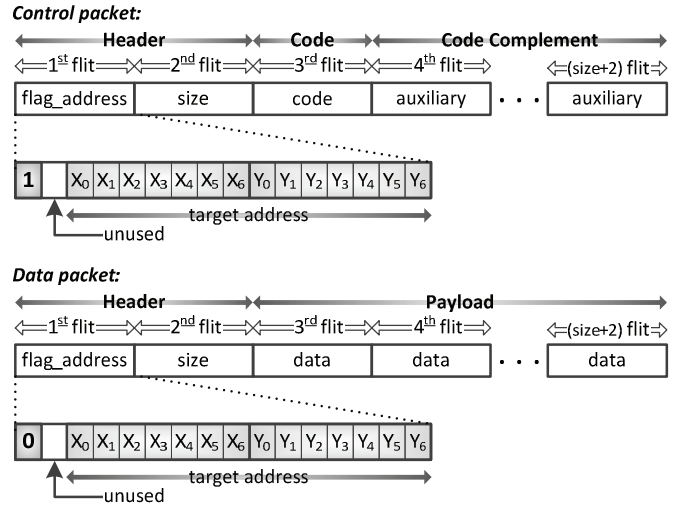 Control packet:
Header Code Code Complement
1st flit 2nd flit 3rd flit 4th flit (size+2) flit
flag_address size code auxiliary . . . auxiliary
1 X0 X1 X2 X3 X4 X5 X6 Y0 Y1 Y2 Y3 Y4 Y5 Y6
target address
unused
Data packet:
Header Payload
1st flit 2nd flit 3rd flit 4th flit (size+2) flit
flag_address size data data . . . data
0 X0 X1 X2 X3 X4 X5 X6 Y0 Y1 Y2 Y3 Y4 Y5 Y6
target address
unused